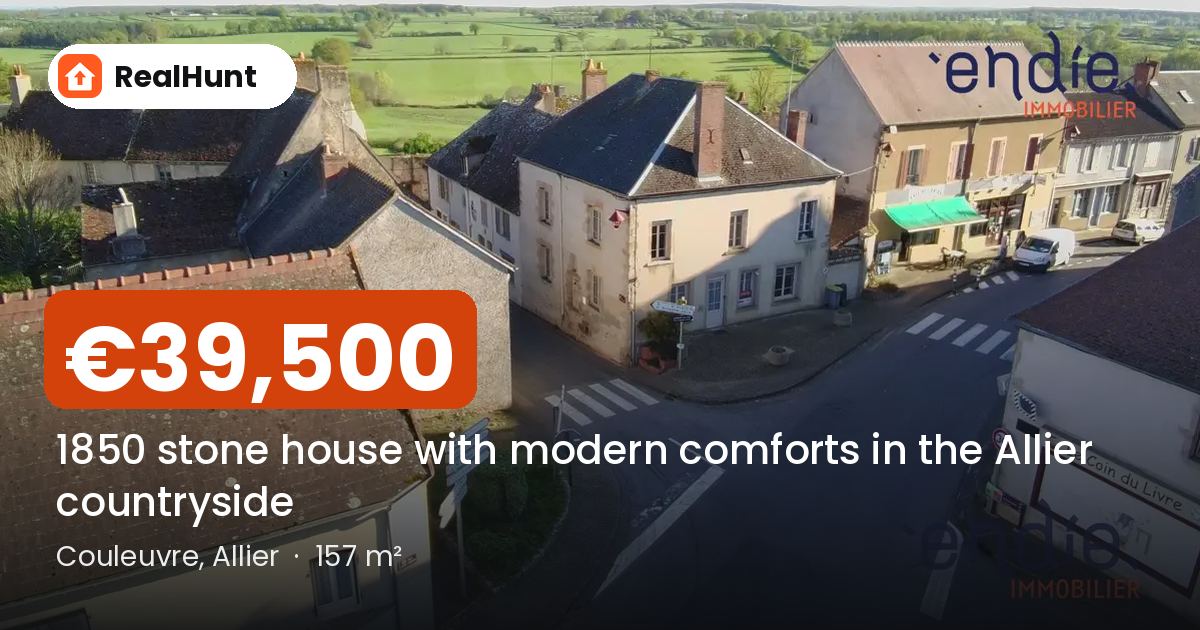 RealHunt
endie
IMMOBILIER
€39,500
1850 stone house with modern comforts in the Allier
countryside
Couleuvre, Allier · 157 m²
Coin du Livre
endie
IMMOBILIER